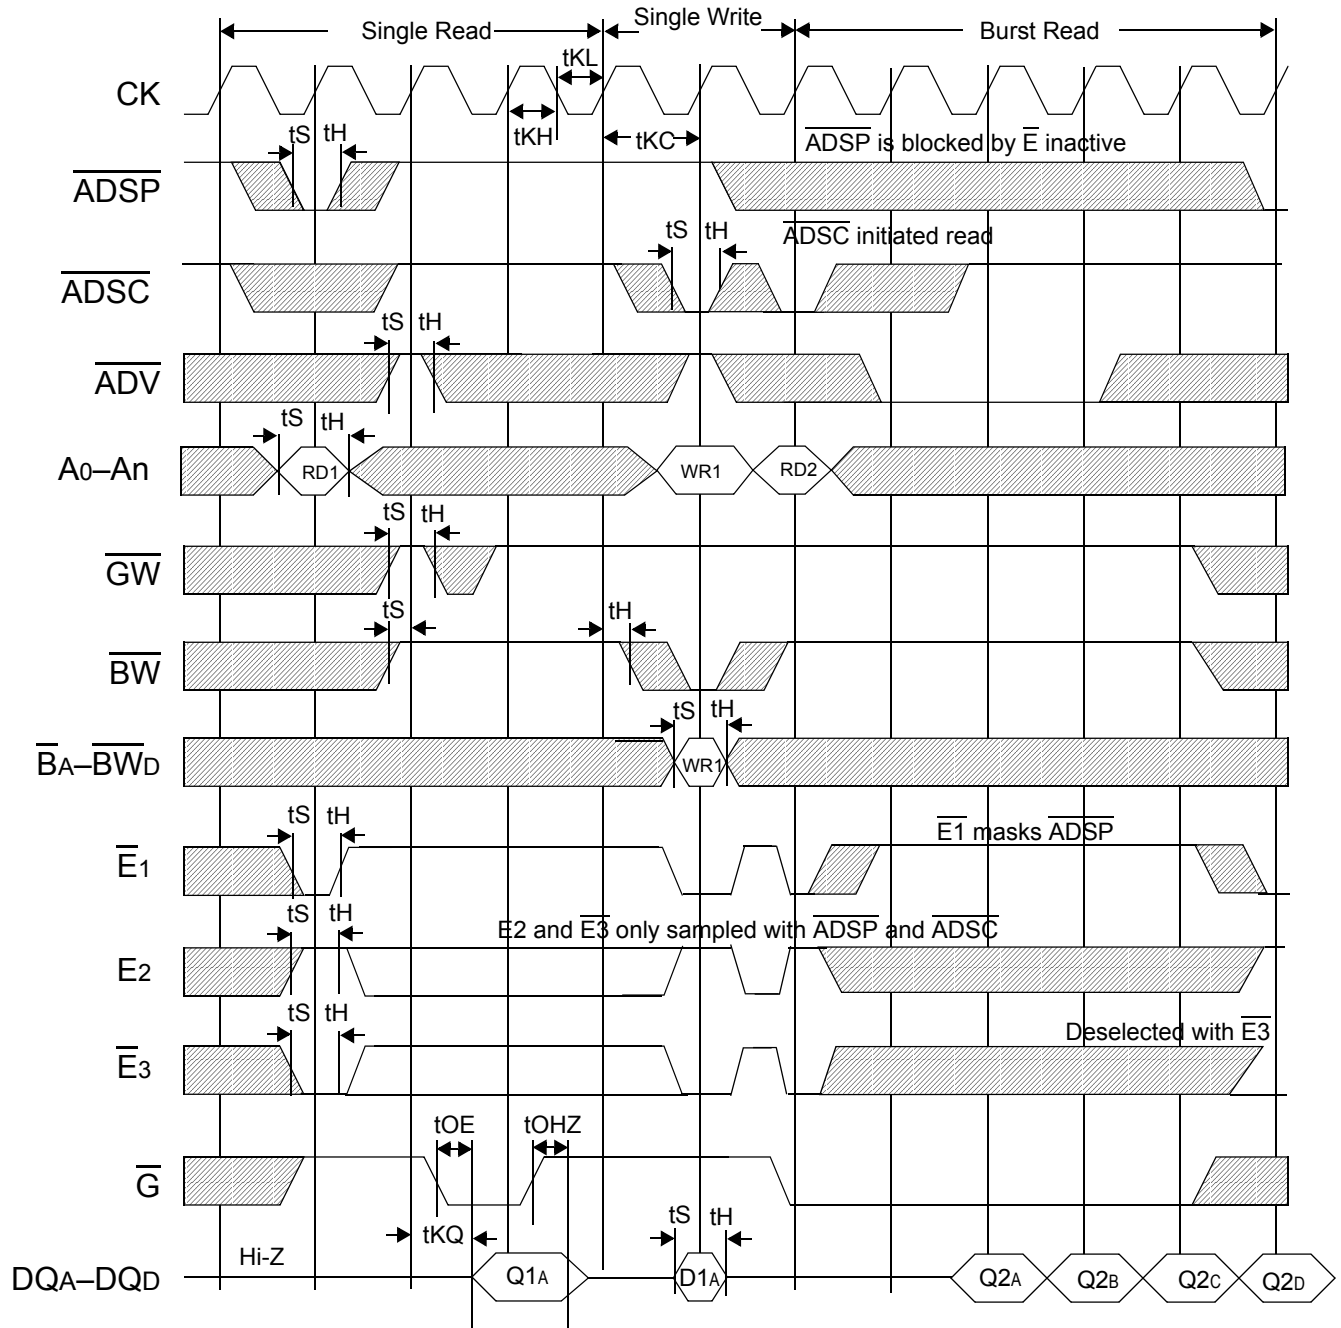 Single Read
Single Write
Burst Read
tKL
CK
tKH
tKC
tS tH
ADSP is blocked by E inactive
ADSP
tS tH
ADSC initiated read
ADSC
tS tH
ADV
tS tH
A0–An
RD1
WR1
RD2
tS tH
GW
tS
tH
BW
tS tH
BA–BWD
WR1
tS tH
E1 masks ADSP
E1
tS tH
E2 and E3 only sampled with ADSP and ADSC
E2
tS tH
Deselected with E3
E3
tOE
tOHZ
G
tKQ
tS tH
Hi-Z
DQA–DQD
Q1A
D1A
Q2A
Q2B
Q2C
Q2D